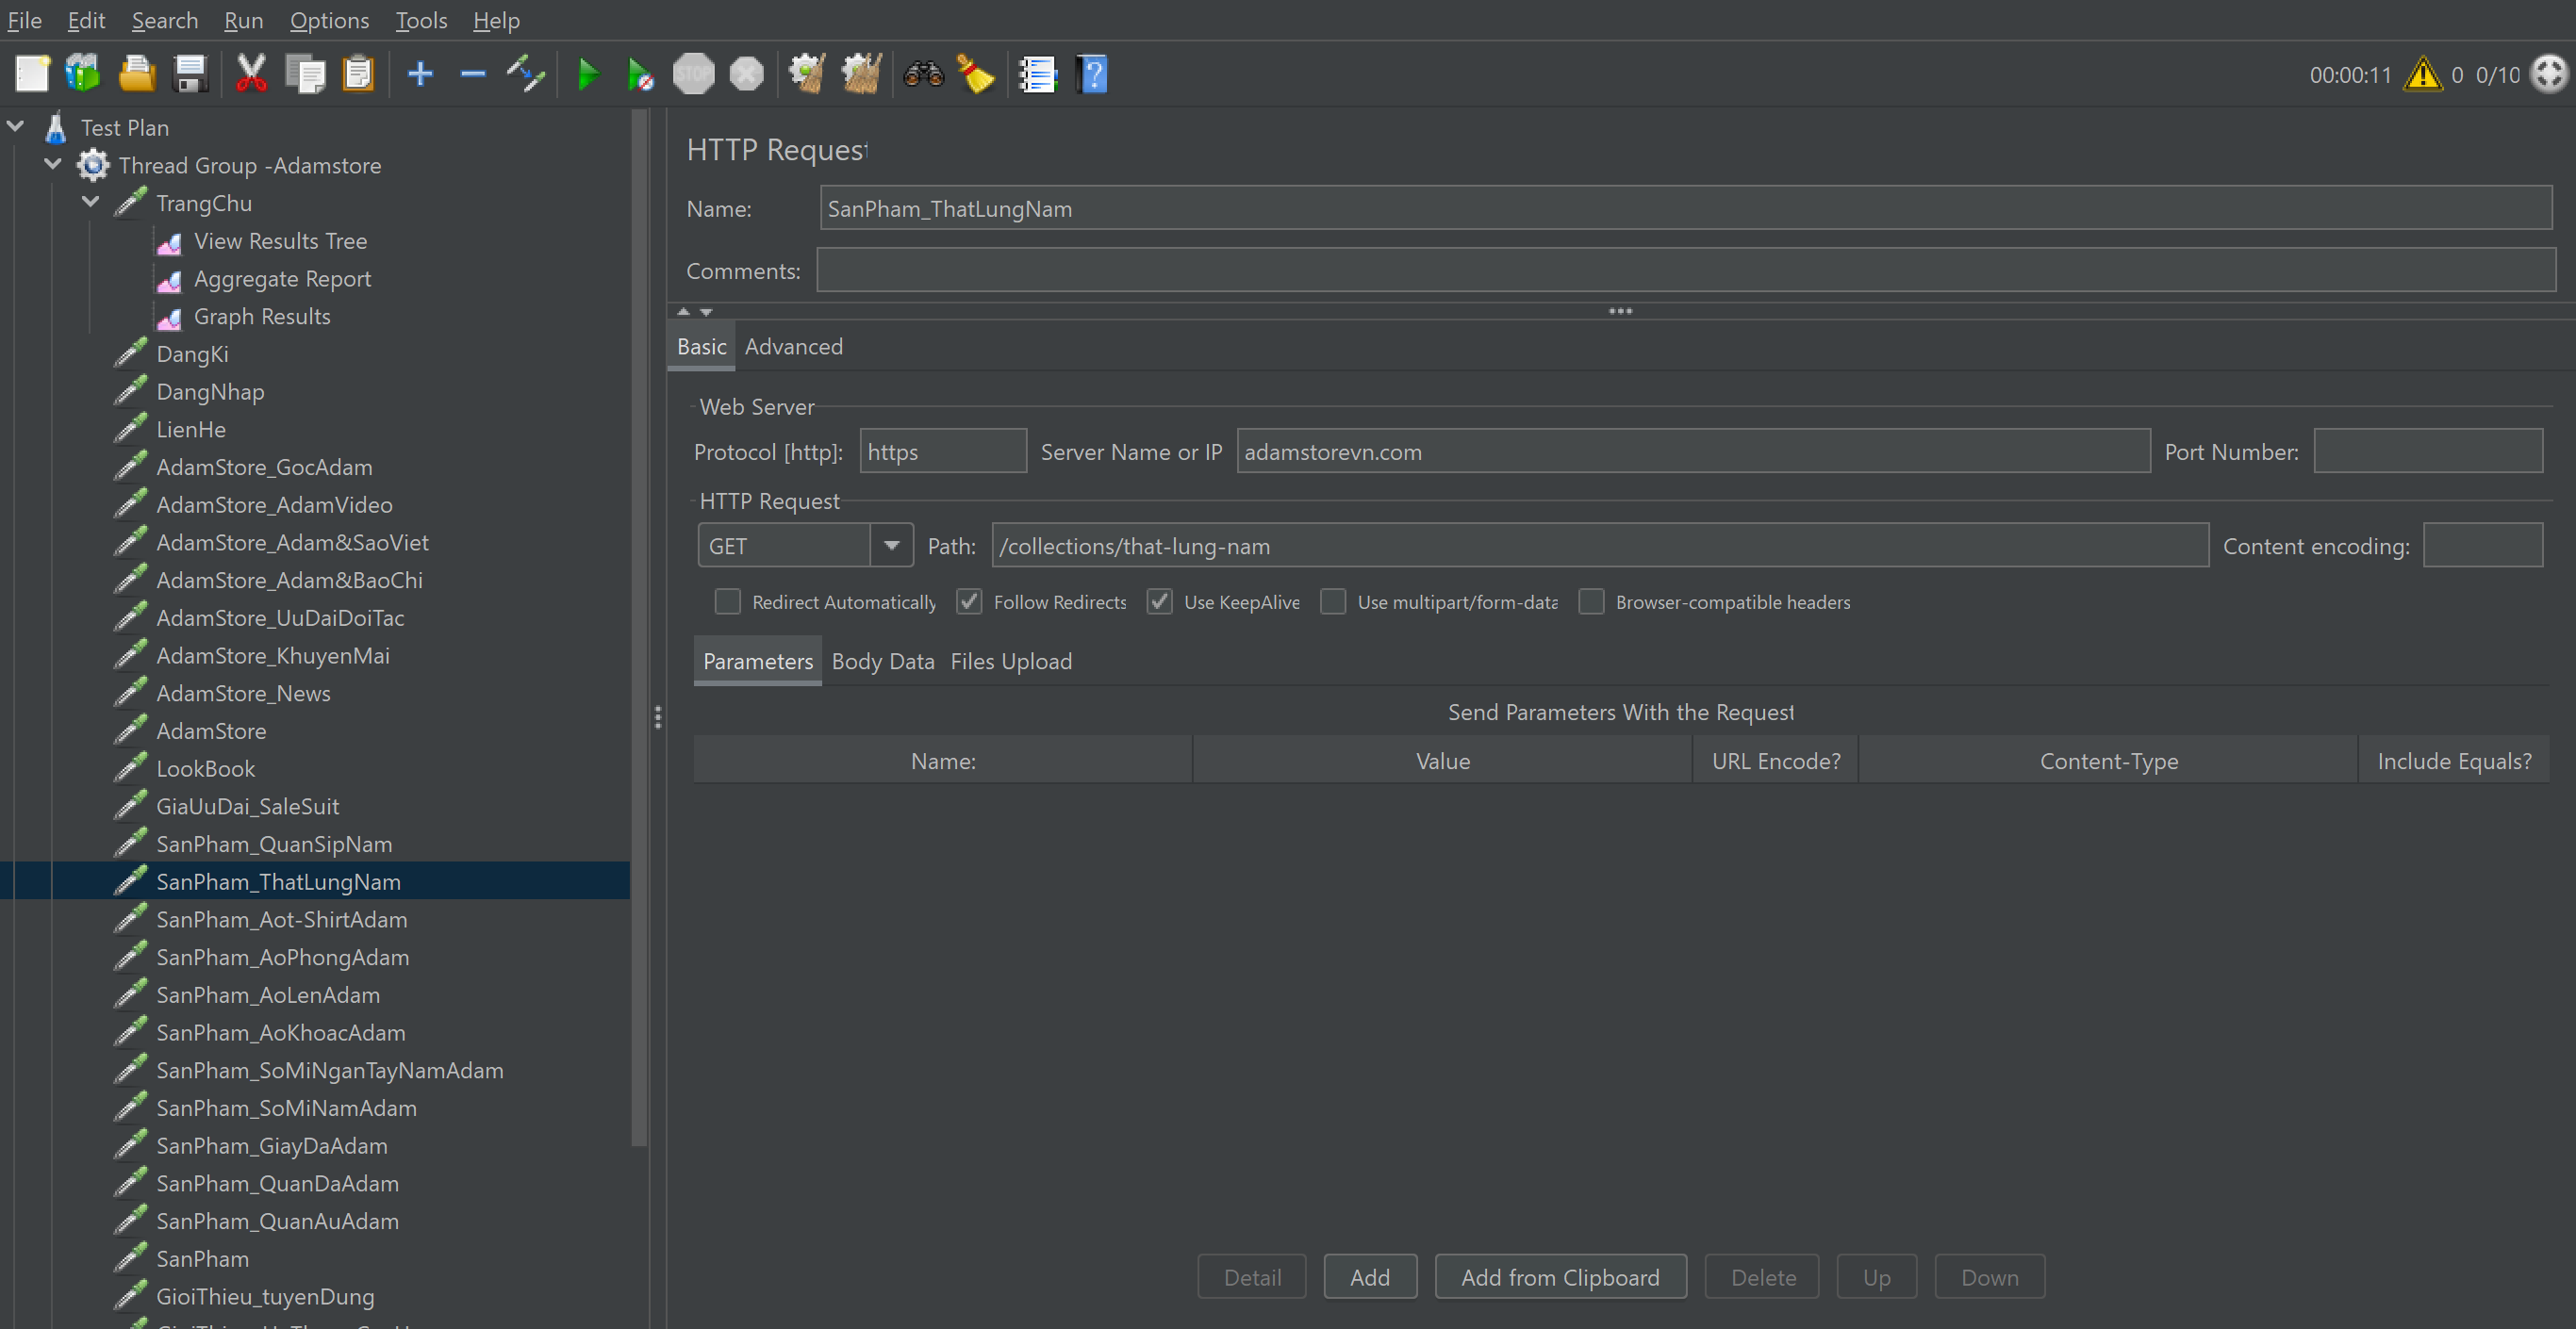 File Edit Search Run Options Tools Help
STOP
00:00:11 0 0/10
Test Plan
Thread Group -Adamstore
TrangChu
View Results Tree
Aggregate Report
Graph Results
DangKi
DangNhap
LienHe
AdamStore_GocAdam
AdamStore_AdamVideo
AdamStore_Adam&SaoViet
AdamStore_Adam&BaoChi
AdamStore_UuDaiDoiTac
AdamStore_KhuyenMai
AdamStore_News
AdamStore
LookBook
GiaUuDai_SaleSuit
SanPham_QuanSipNam
SanPham_ThatLungNam
SanPham_Aot-ShirtAdam
SanPham_AoPhongAdam
SanPham_AoLenAdam
SanPham_AoKhoacAdam
SanPham_SoMiNganTayNamAdam
SanPham_SoMiNamAdam
SanPham_GiayDaAdam
SanPham_QuanDaAdam
SanPham_QuanAuAdam
SanPham
GioiThieu_tuyenDung
HTTP Request
Name: SanPham_ThatLungNam
Comments:
Basic Advanced
Web Server
Protocol [http]: https Server Name or IP adamstorevn.com Port Number:
HTTP Request
GET Path: /collections/that-lung-nam Content encoding:
Redirect Automatically Follow Redirects Use KeepAlive Use multipart/form-data Browser-compatible headers
Parameters Body Data Files Upload
Send Parameters With the Request
Name: Value URL Encode? Content-Type Include Equals?
Detail Add Add from Clipboard Delete Up Down